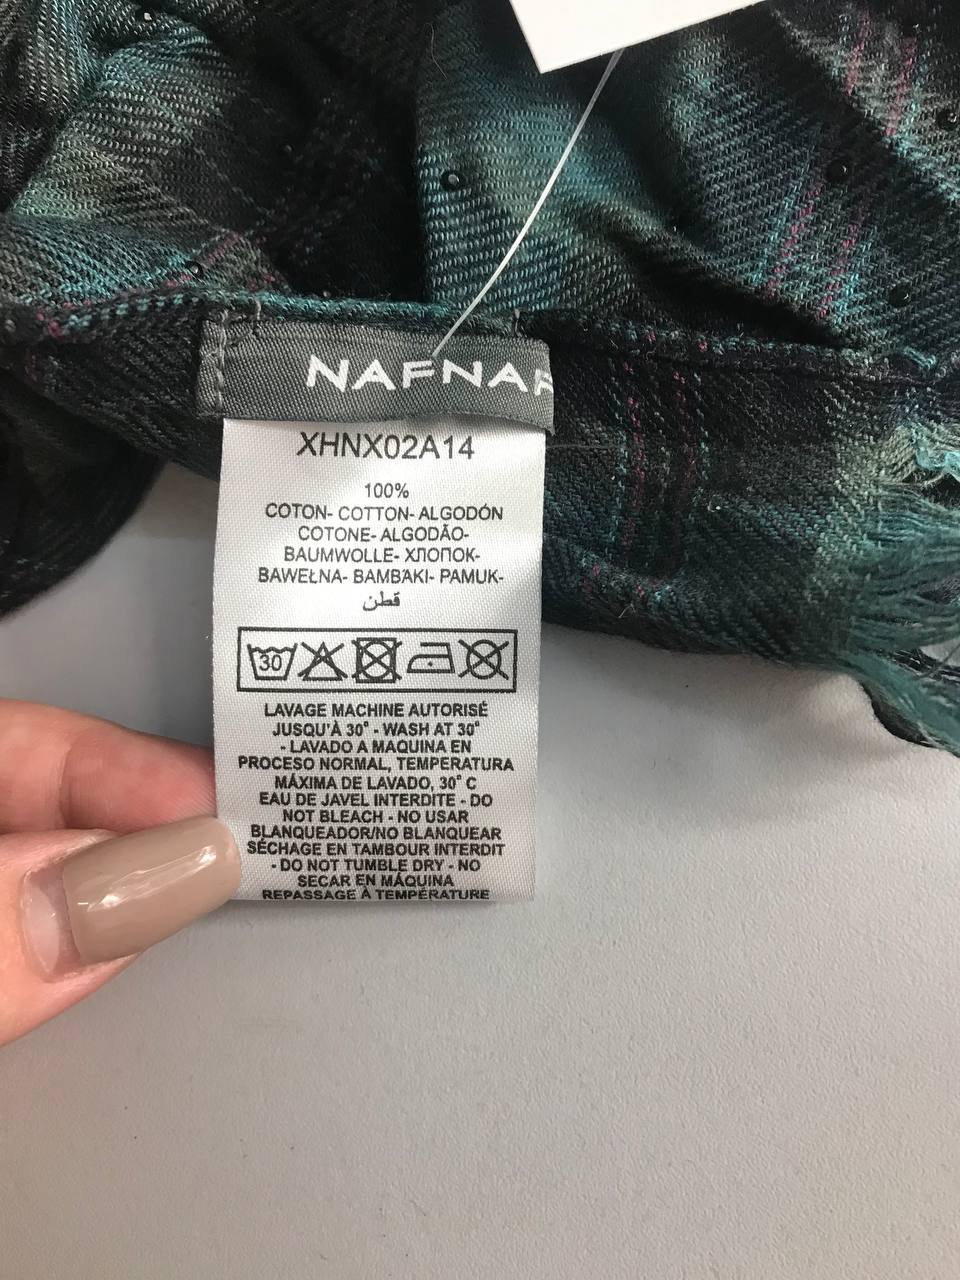 NAFNAF
XHNX02A14
100%
COTON- COTTON- ALGODÓN
COTONE- ALGODÃO-
BAUMWOLLE- ХЛОПОК-
BAWEŁNA- BAMBAKI- PAMUK-
قطن
30
LAVAGE MACHINE AUTORISÉ
JUSQU'À 30° - WASH AT 30°
- LAVADO A MAQUINA EN
PROCESO NORMAL, TEMPERATURA
MÁXIMA DE LAVADO, 30° C
EAU DE JAVEL INTERDITE - DO
NOT BLEACH - NO USAR
BLANQUEADOR/NO BLANQUEAR
SÉCHAGE EN TAMBOUR INTERDIT
- DO NOT TUMBLE DRY - NO
SECAR EN MÁQUINA
REPASSAGE À TEMPÉRATURE